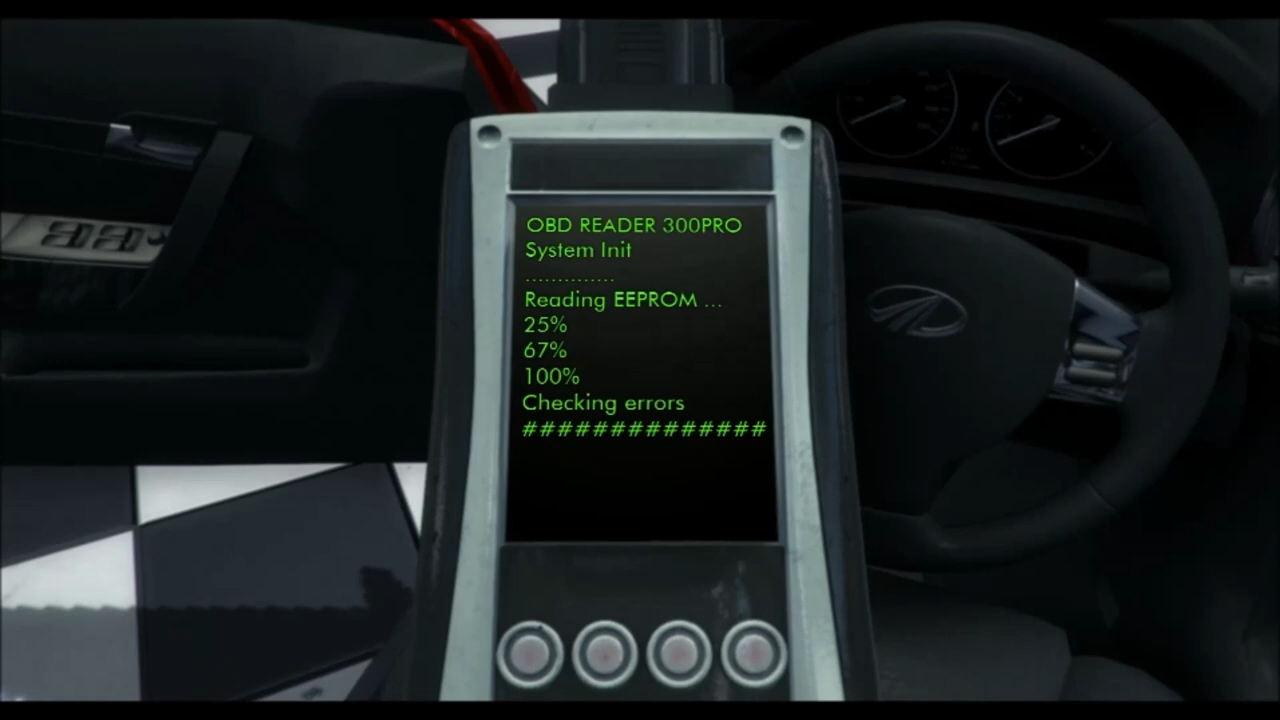 OBD READER 300PRO
System Init
..............
Reading EEPROM ...
25%
67%
100%
Checking errors
##############